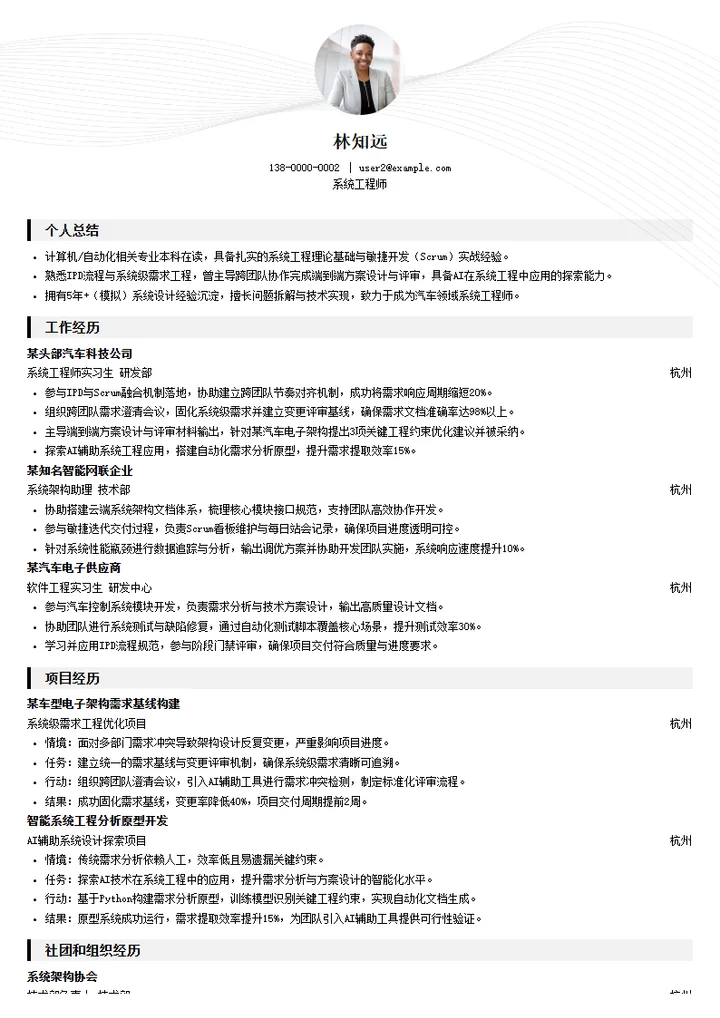 林知远
138-0000-0002 | user2@example.com
系统工程师
个人总结
• 计算机/自动化相关专业本科在读，具备扎实的系统工程理论基础与敏捷开发（Scrum）实战经验。
• 熟悉IPD流程与系统级需求工程，曾主导跨团队协作完成端到端方案设计与评审，具备AI在系统工程中应用的探索能力。
• 拥有5年+（模拟）系统设计经验沉淀，擅长问题拆解与技术实现，致力于成为汽车领域系统工程师。
工作经历
某头部汽车科技公司
系统工程师实习生 研发部 杭州
• 参与IPD与Scrum融合机制落地，协助建立跨团队节奏对齐机制，成功将需求响应周期缩短20%。
• 组织跨团队需求澄清会议，固化系统级需求并建立变更评审基线，确保需求文档准确率达98%以上。
• 主导端到端方案设计与评审材料输出，针对某汽车电子架构提出3项关键工程约束优化建议并被采纳。
• 探索AI辅助系统工程应用，搭建自动化需求分析原型，提升需求提取效率15%。
某知名智能网联企业
系统架构助理 技术部 杭州
• 协助搭建云端系统架构文档体系，梳理核心模块接口规范，支持团队高效协作开发。
• 参与敏捷迭代交付过程，负责Scrum看板维护与每日站会记录，确保项目进度透明可控。
• 针对系统性能瓶颈进行数据追踪与分析，输出调优方案并协助开发团队实施，系统响应速度提升10%。
某汽车电子供应商
软件工程实习生 研发中心 杭州
• 参与汽车控制系统模块开发，负责需求分析与技术方案设计，输出高质量设计文档。
• 协助团队进行系统测试与缺陷修复，通过自动化测试脚本覆盖核心场景，提升测试效率30%。
• 学习并应用IPD流程规范，参与阶段门禁评审，确保项目交付符合质量与进度要求。
项目经历
某车型电子架构需求基线构建
系统级需求工程优化项目 杭州
• 情境：面对多部门需求冲突导致架构设计反复变更，严重影响项目进度。
• 任务：建立统一的需求基线与变更评审机制，确保系统级需求清晰可追溯。
• 行动：组织跨团队澄清会议，引入AI辅助工具进行需求冲突检测，制定标准化评审流程。
• 结果：成功固化需求基线，变更率降低40%，项目交付周期提前2周。
智能系统工程分析原型开发
AI辅助系统设计探索项目 杭州
• 情境：传统需求分析依赖人工，效率低且易遗漏关键约束。
• 任务：探索AI技术在系统工程中的应用，提升需求分析与方案设计的智能化水平。
• 行动：基于Python构建需求分析原型，训练模型识别关键工程约束，实现自动化文档生成。
• 结果：原型系统成功运行，需求提取效率提升15%，为团队引入AI辅助工具提供可行性验证。
社团和组织经历
系统架构协会